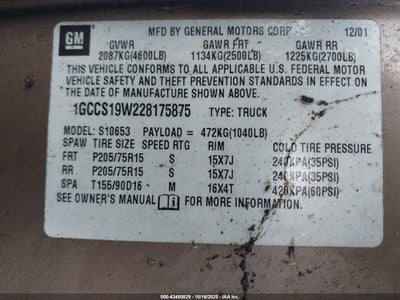 GM
MFD BY GENERAL MOTORS CORP 12/01
GVWR GAWR FRT GAWR RR
2087KG(4600LB) 1134KG(2500LB) 1225KG(2700LB)
THIS VEHICLE CONFORMS TO ALL APPLICABLE U.S. FEDERAL MOTOR
VEHICLE SAFETY AND THEFT PREVENTION STANDARDS IN EFFECT ON
THE DATE OF MANUFACTURE SHOWN ABOVE.
1GCCS19W228175875 TYPE: TRUCK
MODEL: S10653 PAYLOAD = 472KG(1040LB)
SPAW TIRE SIZE SPEED RTG RIM COLD TIRE PRESSURE
FRT P205/75R15 S 15X7J 240KPA(35PSI)
RR P205/75R15 S 15X7J 240KPA(35PSI)
SPA T155/90D16 M 16X4T 420KPA(60PSI)
SEE OWNER'S MANUAL FOR MORE INFORMATION.
000-43480029 - 10/18/2025 - IAA Inc.